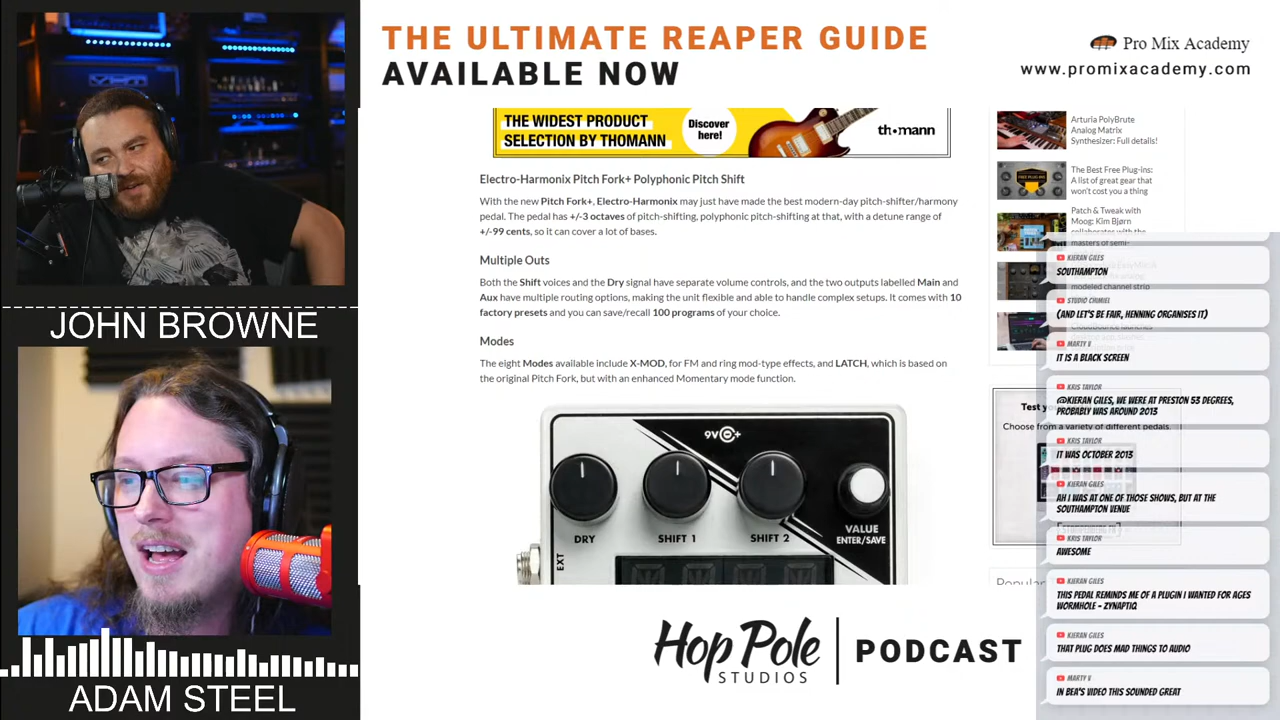 THE ULTIMATE REAPER GUIDE
AVAILABLE NOW
Pro Mix Academy
www.promixacademy.com
THE WIDEST PRODUCT
SELECTION BY THOMANN
Discover
here!
th•mann
Electro-Harmonix Pitch Fork+ Polyphonic Pitch Shift
With the new Pitch Fork+, Electro-Harmonix may just have made the best modern-day pitch-shifter/harmony
pedal. The pedal has +/-3 octaves of pitch-shifting, polyphonic pitch-shifting at that, with a detune range of
+/-99 cents, so it can cover a lot of bases.
Multiple Outs
Both the Shift voices and the Dry signal have separate volume controls, and the two outputs labelled Main and
Aux have multiple routing options, making the unit flexible and able to handle complex setups. It comes with 10
factory presets and you can save/recall 100 programs of your choice.
Modes
The eight Modes available include X-MOD, for FM and ring mod-type effects, and LATCH, which is based on
the original Pitch Fork, but with an enhanced Momentary mode function.
9V
DRY
SHIFT 1
SHIFT 2
VALUE
ENTER/SAVE
EXT
Arturia PolyBrute
Analog Matrix
Synthesizer: Full details!
The Best Free Plug-ins:
A list of great gear that
won't cost you a thing
Patch & Tweak with
Moog: Kim Bjørn
collaborates with the
masters of semi-
KIERAN GILES
SOUTHAMPTON
STUDIO CHIMIEL
(AND LET'S BE FAIR, HENNING ORGANISES IT)
MARTY V
IT IS A BLACK SCREEN
KRIS TAYLOR
@KIERAN GILES, WE WERE AT PRESTON 53 DEGREES,
PROBABLY WAS AROUND 2013
KRIS TAYLOR
IT WAS OCTOBER 2013
KIERAN GILES
AH I WAS AT ONE OF THOSE SHOWS, BUT AT THE
SOUTHAMPTON VENUE
KRIS TAYLOR
AWESOME
KIERAN GILES
THIS PEDAL REMINDS ME OF A PLUGIN I WANTED FOR AGES
WORMHOLE - ZYNAPTIQ
KIERAN GILES
THAT PLUG DOES MAD THINGS TO AUDIO
MARTY V
IN BEA'S VIDEO THIS SOUNDED GREAT
Choose from a variety of different pedals.
JOHN BROWNE
ADAM STEEL
Hop Pole
STUDIOS
PODCAST